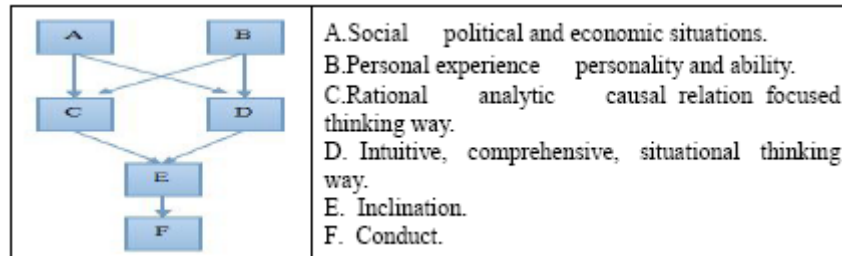 A
B
C
D
E
F
A.Social political and economic situations.
B.Personal experience personality and ability.
C.Rational analytic causal relation focused
thinking way.
D. Intuitive, comprehensive, situational thinking
way.
E. Inclination.
F. Conduct.